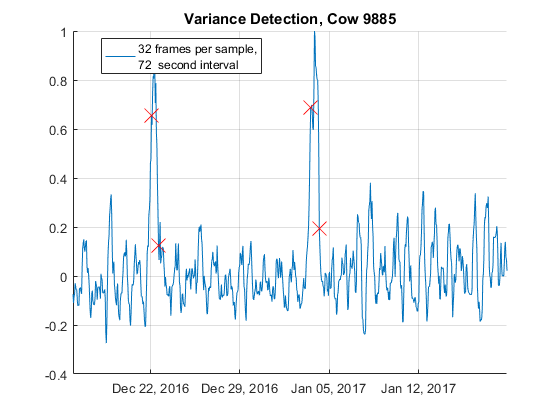 Variance Detection, Cow 9885
32 frames per sample,
72 second interval
1
0.8
0.6
0.4
0.2
0
-0.2
-0.4
Dec 22, 2016 Dec 29, 2016 Jan 05, 2017 Jan 12, 2017